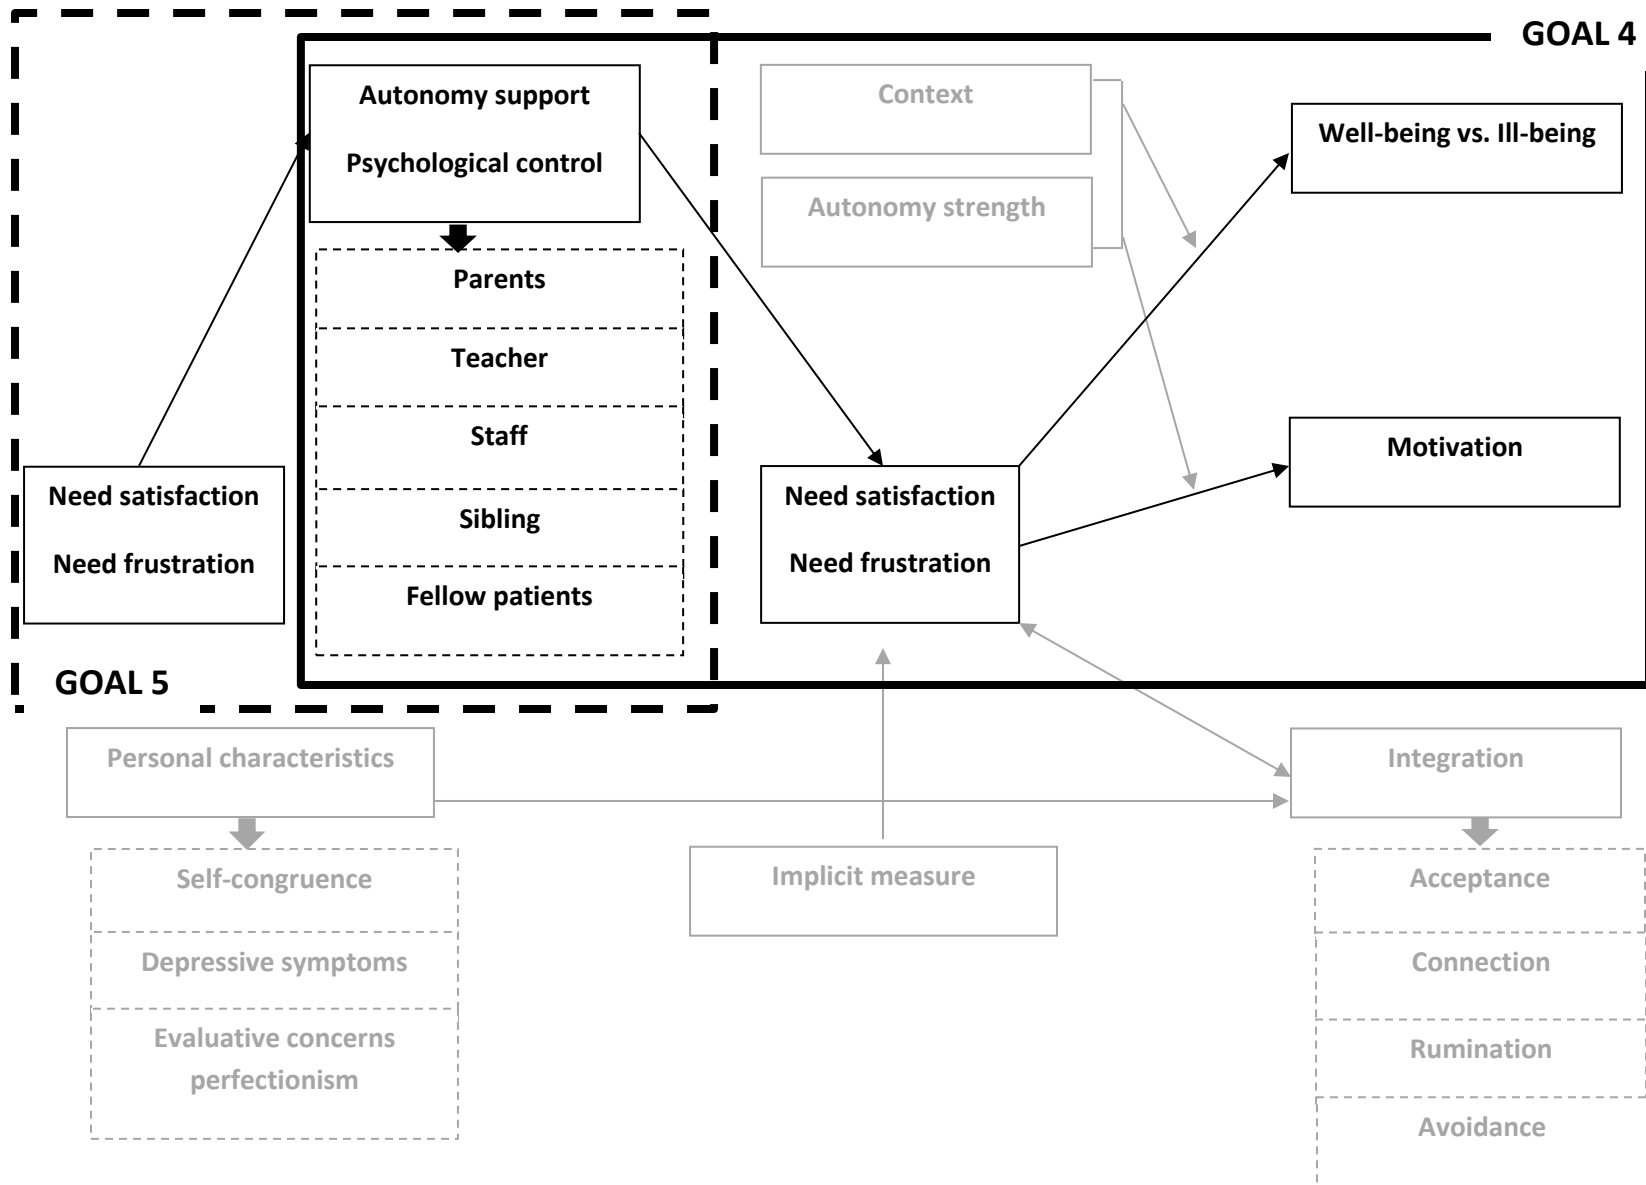 GOAL 4
Autonomy support
Psychological control
Context
Autonomy strength
Well-being vs. Ill-being
Parents
Teacher
Staff
Sibling
Fellow patients
Need satisfaction
Need frustration
Need satisfaction
Need frustration
Motivation
GOAL 5
Personal characteristics
Self-congruence
Depressive symptoms
Evaluative concerns
perfectionism
Implicit measure
Integration
Acceptance
Connection
Rumination
Avoidance